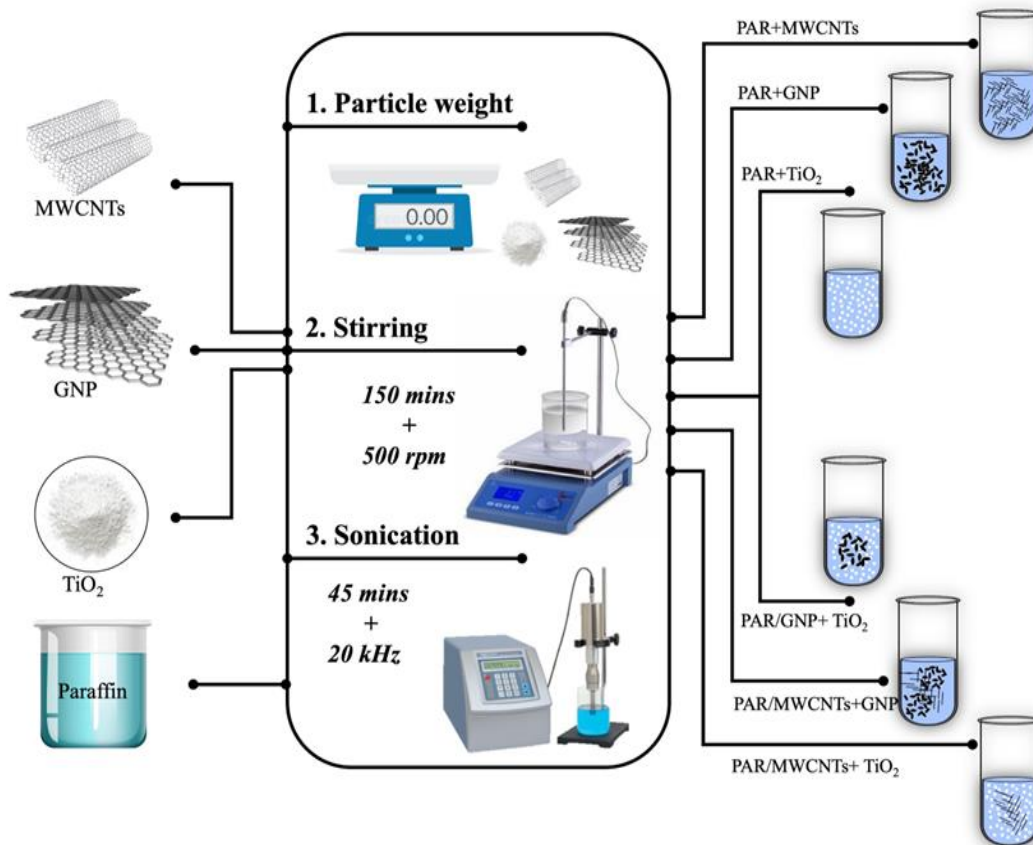 MWCNTs
GNP
TiO₂
Paraffin
1. Particle weight
0.00
2. Stirring
150 mins
+
500 rpm
3. Sonication
45 mins
+
20 kHz
PAR+MWCNTs
PAR+GNP
PAR+TiO₂
PAR/GNP+ TiO₂
PAR/MWCNTs+GNP
PAR/MWCNTs+ TiO₂